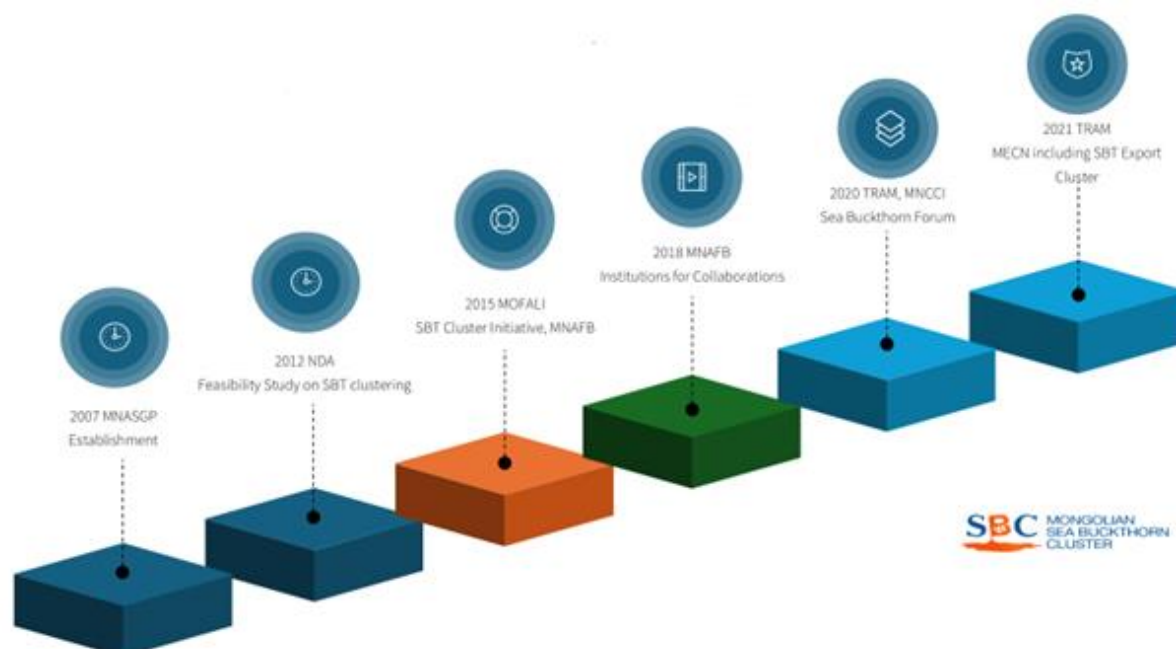 2007 MNASGP
Establishment
2012 NDA
Feasibility Study on SBT clustering
2015 MOFALI
SBT Cluster Initiative, MNAFB
2018 MNAFB
Institutions for Collaborations
2020 TRAM, MNCCI
Sea Buckthorn Forum
2021 TRAM
MECN including SBT Export
Cluster
SBC MONGOLIAN
SEA BUCKTHORN
CLUSTER